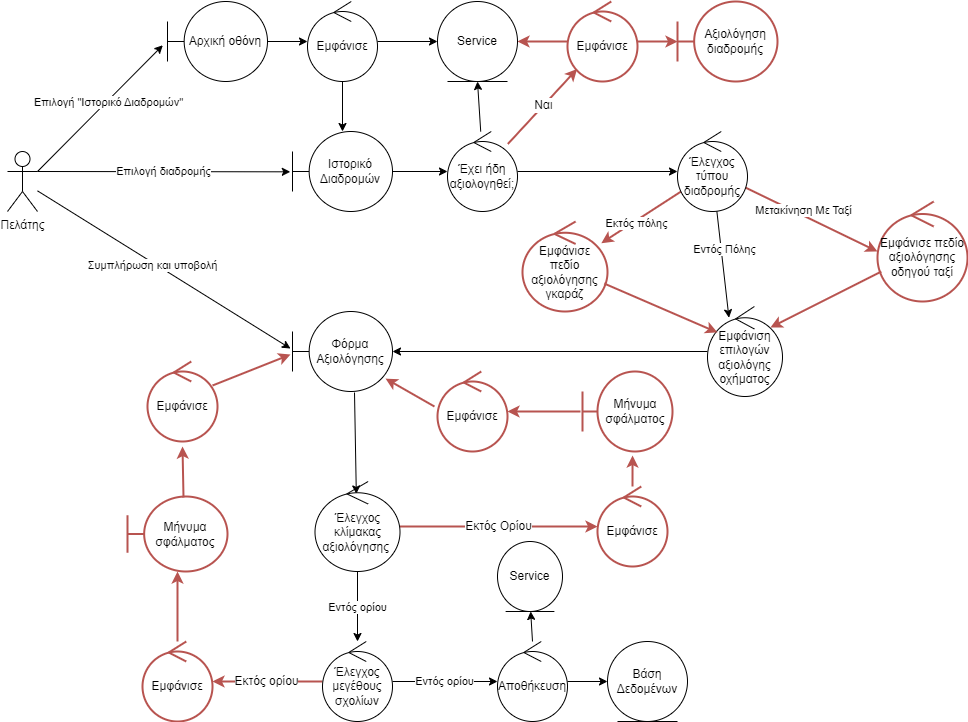 Αρχική οθόνη
Εμφάνισε
Service
Εμφάνισε
Αξιολόγηση
διαδρομής
Επιλογή "Ιστορικό Διαδρομών"
Ναι
Πελάτης
Επιλογή διαδρομής
Ιστορικό
Διαδρομών
Έχει ήδη
αξιολογηθεί;
Έλεγχος
τύπου
διαδρομής
Εκτός πόλης
Μετακίνηση Με Ταξί
Εντός Πόλης
Εμφάνισε
πεδίο
αξιολόγησης
γκαράζ
Εμφάνισε πεδίο
αξιολόγησης
οδηγού ταξί
Συμπλήρωση και υποβολή
Φόρμα
Αξιολόγησης
Εμφάνιση
επιλογών
αξιολόγης
οχήματος
Εμφάνισε
Εμφάνισε
Μήνυμα
σφάλματος
Μήνυμα
σφάλματος
Έλεγχος
κλίμακας
αξιολόγησης
Εκτός Ορίου
Εμφάνισε
Εντός ορίου
Service
Εμφάνισε
Εκτός ορίου
Έλεγχος
μεγέθους
σχολίων
Εντός ορίου
Αποθήκευση
Βάση
Δεδομένων